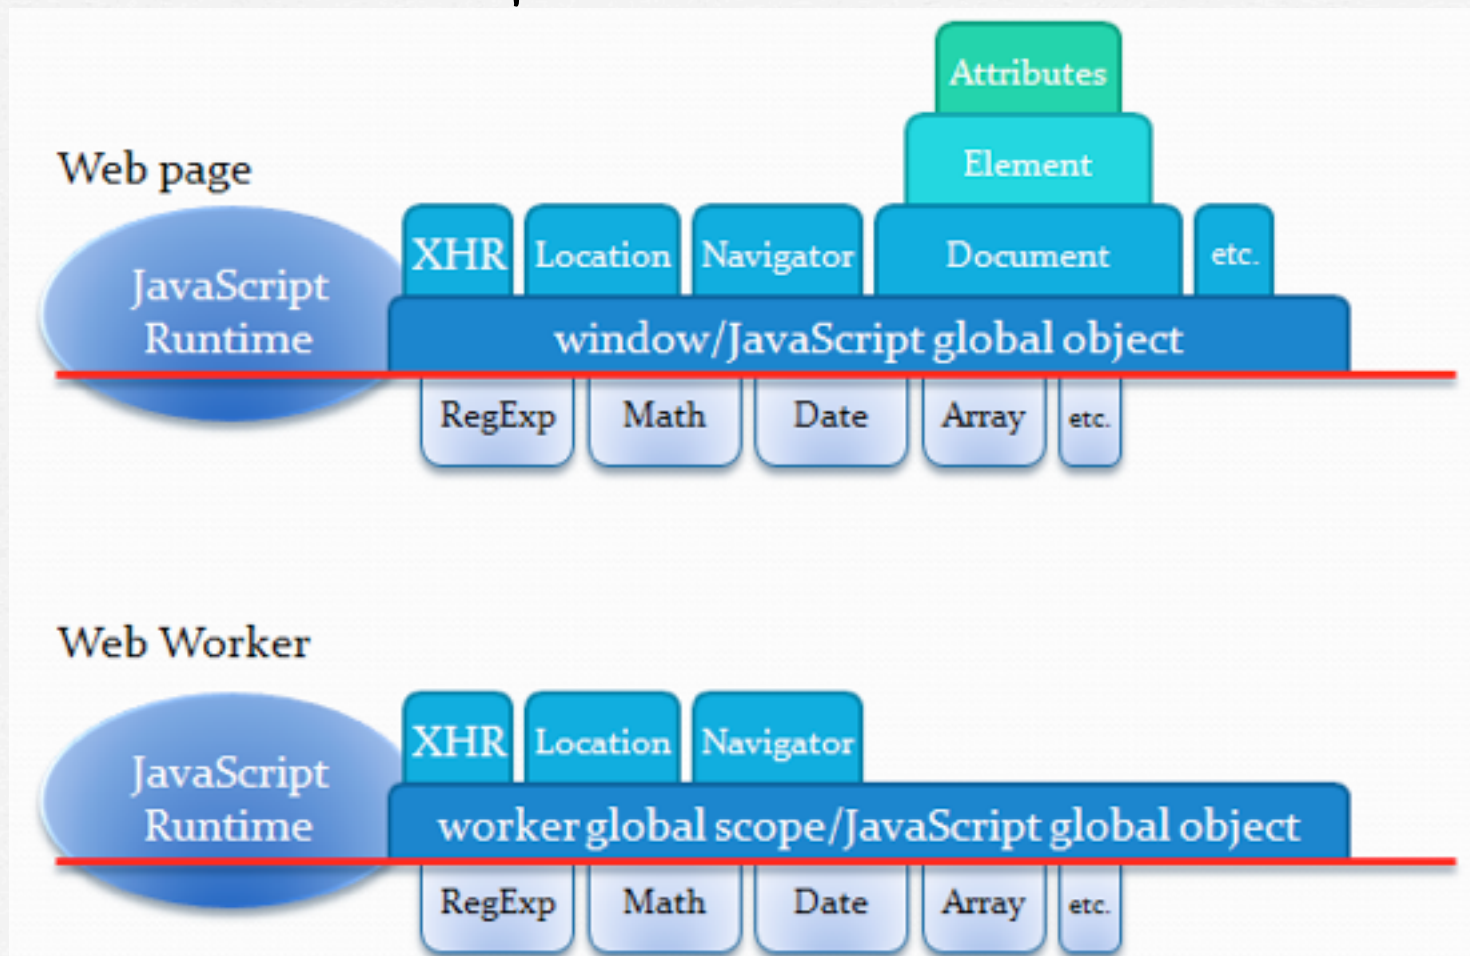 Attributes
Web page
Element
XHR Location Navigator Document etc.
JavaScript
Runtime
window/JavaScript global object
RegExp Math Date Array etc.
Web Worker
XHR Location Navigator
JavaScript
Runtime
worker global scope/JavaScript global object
RegExp Math Date Array etc.